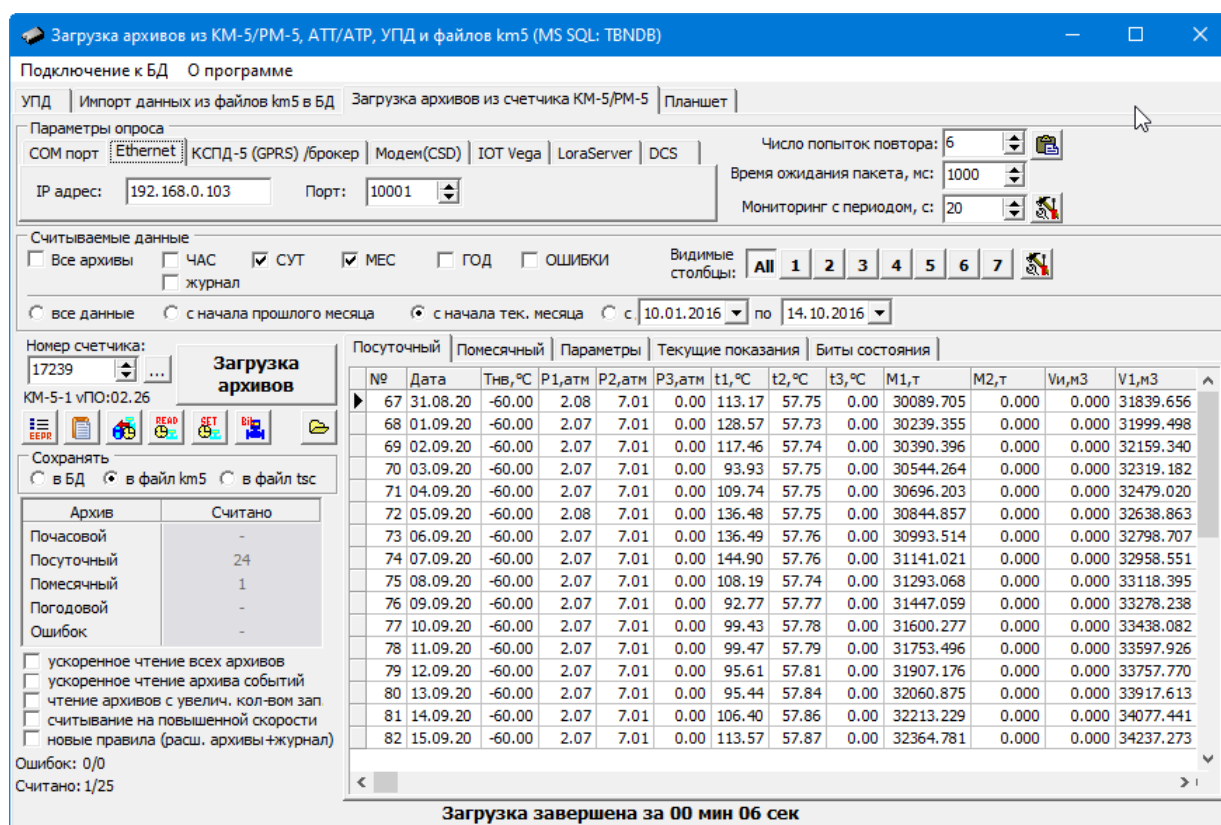 Загрузка архивов из КМ-5/РМ-5, АТТ/АТР, УПД и файлов km5 (MS SQL: TBNDB)
Подключение к БД О программе
УПД Импорт данных из файлов km5 в БД Загрузка архивов из счетчика КМ-5/РМ-5 Планшет
Параметры опроса
COM порт Ethernet КСПД-5 (GPRS) /брокер Модем(CSD) IOT Vega LoraServer DCS
IP адрес: 192.168.0.103 Порт: 10001
Число попыток повтора: 6
Время ожидания пакета, мс: 1000
Мониторинг с периодом, с: 20
Считываемые данные
Все архивы ЧАС СУТ МЕС ГОД ОШИБКИ
журнал
Видимые столбцы: All 1 2 3 4 5 6 7
все данные с начала прошлого месяца с начала тек. месяца с 10.01.2016 по 14.10.2016
Номер счетчика:
17239 ...
Загрузка архивов
КМ-5-1 vПО:02.26
EEPR READ SET Bit
Сохранять
в БД в файл km5 в файл tsc
Архив Считано
Почасовой -
Посуточный 24
Помесячный 1
Погодовой -
Ошибок -
ускоренное чтение всех архивов
ускоренное чтение архива событий
чтение архивов с увелич. кол-вом зап.
считывание на повышенной скорости
новые правила (расш. архивы+журнал)
Ошибок: 0/0
Считано: 1/25
Посуточный Помесячный Параметры Текущие показания Биты состояния
№ Дата Tнв,°C P1,атм P2,атм P3,атм t1,°C t2,°C t3,°C M1,т M2,т Vи,м3 V1,м3
67 31.08.20 -60.00 2.08 7.01 0.00 113.17 57.75 0.00 30089.705 0.000 0.000 31839.656
68 01.09.20 -60.00 2.07 7.01 0.00 128.57 57.73 0.00 30239.355 0.000 0.000 31999.498
69 02.09.20 -60.00 2.07 7.01 0.00 117.46 57.74 0.00 30390.396 0.000 0.000 32159.340
70 03.09.20 -60.00 2.07 7.01 0.00 93.93 57.75 0.00 30544.264 0.000 0.000 32319.182
71 04.09.20 -60.00 2.07 7.01 0.00 109.74 57.75 0.00 30696.203 0.000 0.000 32479.020
72 05.09.20 -60.00 2.08 7.01 0.00 136.48 57.75 0.00 30844.857 0.000 0.000 32638.863
73 06.09.20 -60.00 2.07 7.01 0.00 136.49 57.76 0.00 30993.514 0.000 0.000 32798.707
74 07.09.20 -60.00 2.07 7.01 0.00 144.90 57.76 0.00 31141.021 0.000 0.000 32958.551
75 08.09.20 -60.00 2.07 7.01 0.00 108.19 57.74 0.00 31293.068 0.000 0.000 33118.395
76 09.09.20 -60.00 2.07 7.01 0.00 92.77 57.77 0.00 31447.059 0.000 0.000 33278.238
77 10.09.20 -60.00 2.07 7.01 0.00 99.43 57.78 0.00 31600.277 0.000 0.000 33438.082
78 11.09.20 -60.00 2.07 7.01 0.00 99.47 57.79 0.00 31753.496 0.000 0.000 33597.926
79 12.09.20 -60.00 2.07 7.01 0.00 95.61 57.81 0.00 31907.176 0.000 0.000 33757.770
80 13.09.20 -60.00 2.07 7.01 0.00 95.44 57.84 0.00 32060.875 0.000 0.000 33917.613
81 14.09.20 -60.00 2.07 7.01 0.00 106.40 57.86 0.00 32213.229 0.000 0.000 34077.441
82 15.09.20 -60.00 2.07 7.01 0.00 113.57 57.87 0.00 32364.781 0.000 0.000 34237.273
Загрузка завершена за 00 мин 06 сек